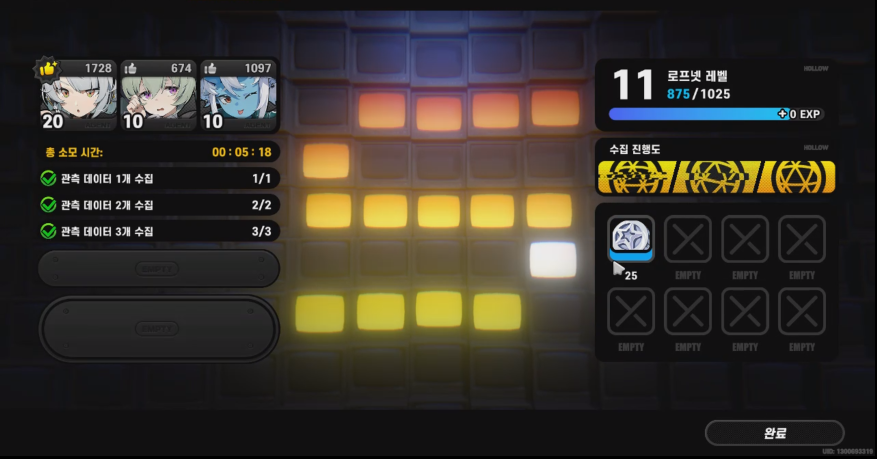 1728
674
1097
20
10
10
총 소모 시간:
00 : 05 : 18
관측 데이터 1개 수집
1/1
관측 데이터 2개 수집
2/2
관측 데이터 3개 수집
3/3
EMPTY
EMPTY
11
로프넷 레벨
HOLLOW
875/1025
0 EXP
수집 진행도
HOLLOW
25
EMPTY
EMPTY
EMPTY
EMPTY
EMPTY
EMPTY
EMPTY
완료